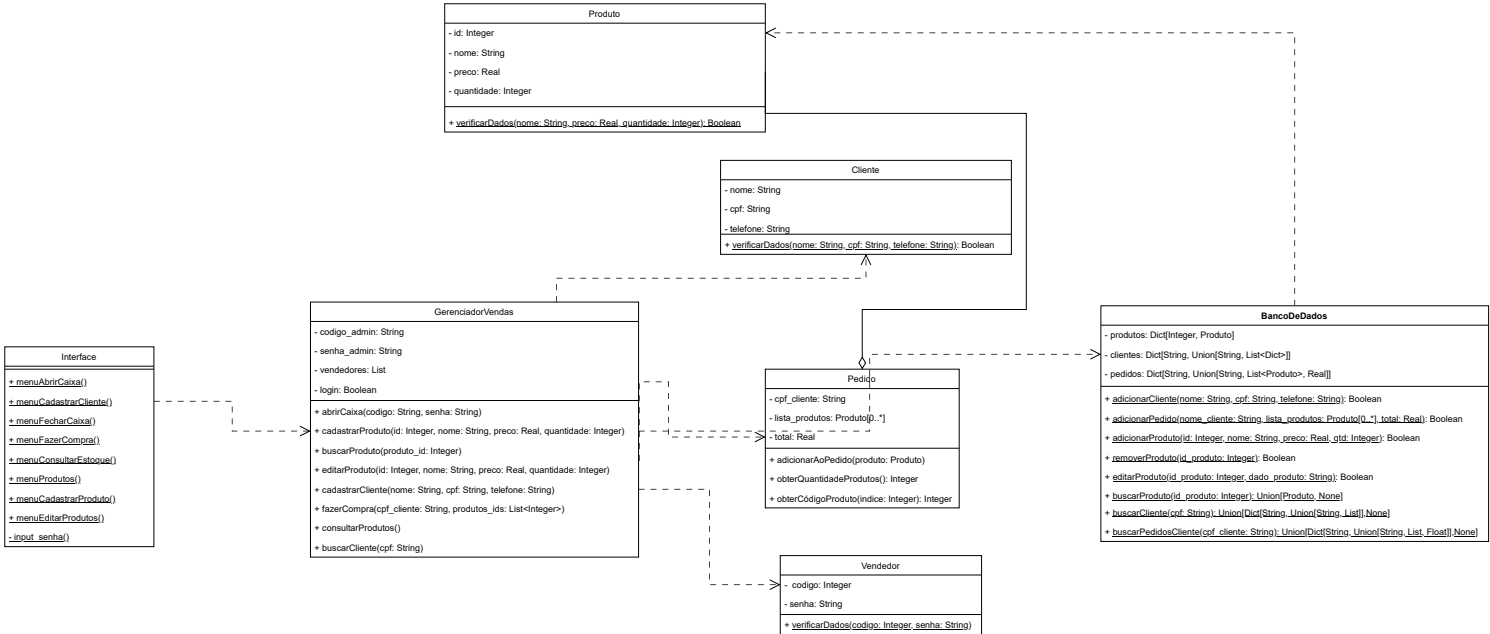 Produto
- id: Integer
- nome: String
- preco: Real
- quantidade: Integer
+ verificarDados(nome: String, preco: Real, quantidade: Integer): Boolean
Cliente
- nome: String
- cpf: String
- telefone: String
+ verificarDados(nome: String, cpf: String, telefone: String): Boolean
GerenciadorVendas
- codigo_admin: String
- senha_admin: String
- vendedores: List
- login: Boolean
+ abrirCaixa(codigo: String, senha: String)
+ cadastrarProduto(id: Integer, nome: String, preco: Real, quantidade: Integer)
+ buscarProduto(produto_id: Integer)
+ editarProduto(id: Integer, nome: String, preco: Real, quantidade: Integer)
+ cadastrarCliente(nome: String, cpf: String, telefone: String)
+ fazerCompra(cpf_cliente: String, produtos_ids: List<Integer>)
+ consultarProdutos()
+ buscarCliente(cpf: String)
Interface
+ menuAbrirCaixa()
+ menuCadastrarCliente()
+ menuFecharCaixa()
+ menuFazerCompra()
+ menuConsultarEstoque()
+ menuProdutos()
+ menuCadastrarProduto()
+ menuEditarProdutos()
- input_senha()
Pedido
- cpf_cliente: String
- lista_produtos: Produto[0..*]
- total: Real
+ adicionarAoPedido(produto: Produto)
+ obterQuantidadeProdutos(): Integer
+ obterCódigoProduto(indice: Integer): Integer
BancoDeDados
- produtos: Dict[Integer, Produto]
- clientes: Dict[String, Union[String, List<Dict>]]
- pedidos: Dict[String, Union[String, List<Produto>, Real]]
+ adicionarCliente(nome: String, cpf: String, telefone: String): Boolean
+ adicionarPedido(nome_cliente: String, lista_produtos: Produto[0..*], total: Real): Boolean
+ adicionarProduto(id: Integer, nome: String, preco: Real, qtd: Integer): Boolean
+ removerProduto(id_produto: Integer): Boolean
+ editarProduto(id_produto: Integer, dado_produto: String): Boolean
+ buscarProduto(id_produto: Integer): Union[Produto, None]
+ buscarCliente(cpf: String): Union[Dict[String, Union[String, List]],None]
+ buscarPedidosCliente(cpf_cliente: String): Union[Dict[String, Union[String, List, Float]],None]
Vendedor
- codigo: Integer
- senha: String
+ verificarDados(codigo: Integer, senha: String)